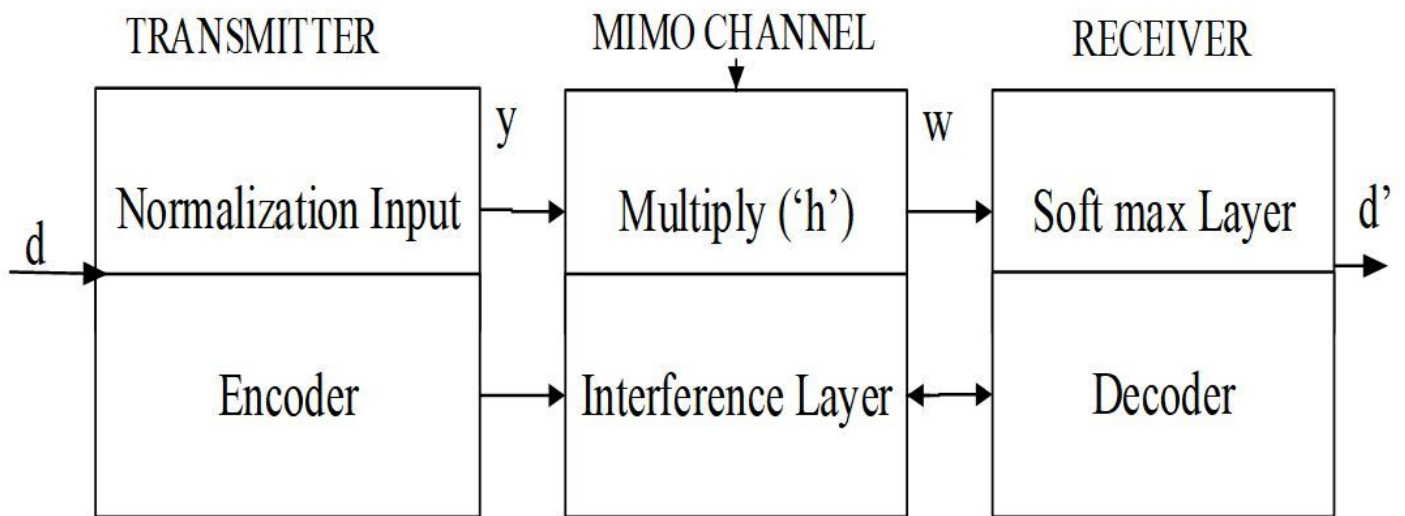 TRANSMITTER
MIMO CHANNEL
RECEIVER
y
w
Normalization Input
Multiply (‘h’)
Soft max Layer
d
d’
Encoder
Interference Layer
Decoder